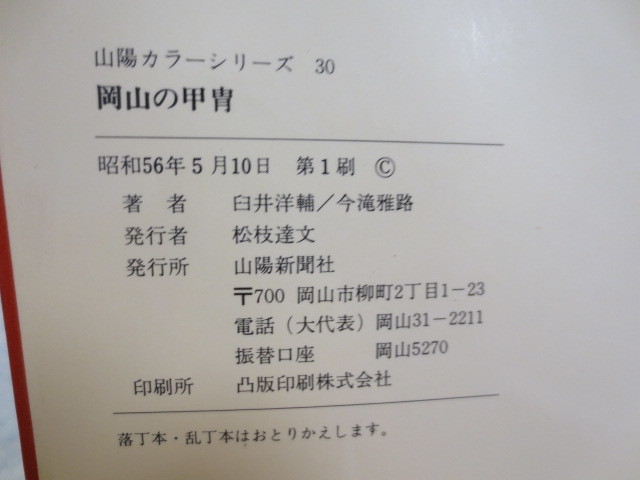 山陽カラーシリーズ 30
岡山の甲冑
昭和56年5月10日 第1刷 ©
著者 臼井洋輔/今滝雅路
発行者 松枝達文
発行所 山陽新聞社
〒700 岡山市柳町2丁目1-23
電話(大代表)岡山31-2211
振替口座 岡山5270
印刷所 凸版印刷株式会社
落丁本・乱丁本はおとりかえします。